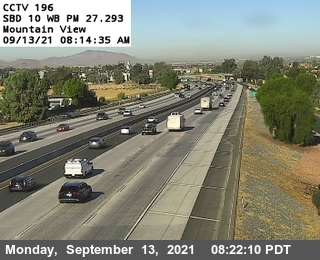 CCTV 196
SBD 10 WB PM 27.293
Mountain View
09/13/21 08:14:35 AM
Monday, September 13, 2021 08:22:10 PDT